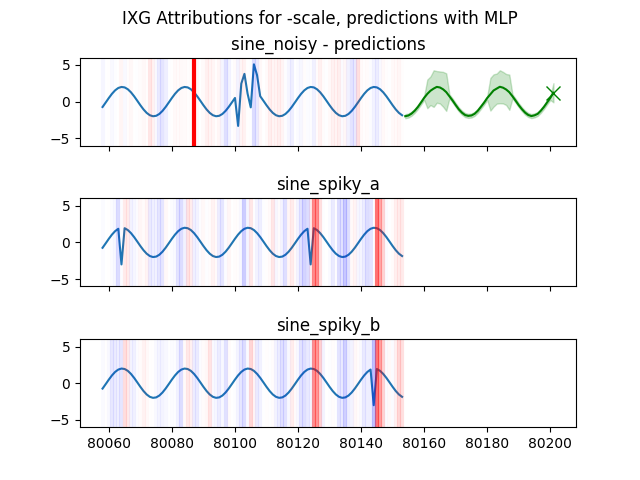 IXG Attributions for -scale, predictions with MLP
sine_noisy - predictions
5
0
−5
sine_spiky_a
5
0
−5
sine_spiky_b
5
0
−5
80060 80080 80100 80120 80140 80160 80180 80200